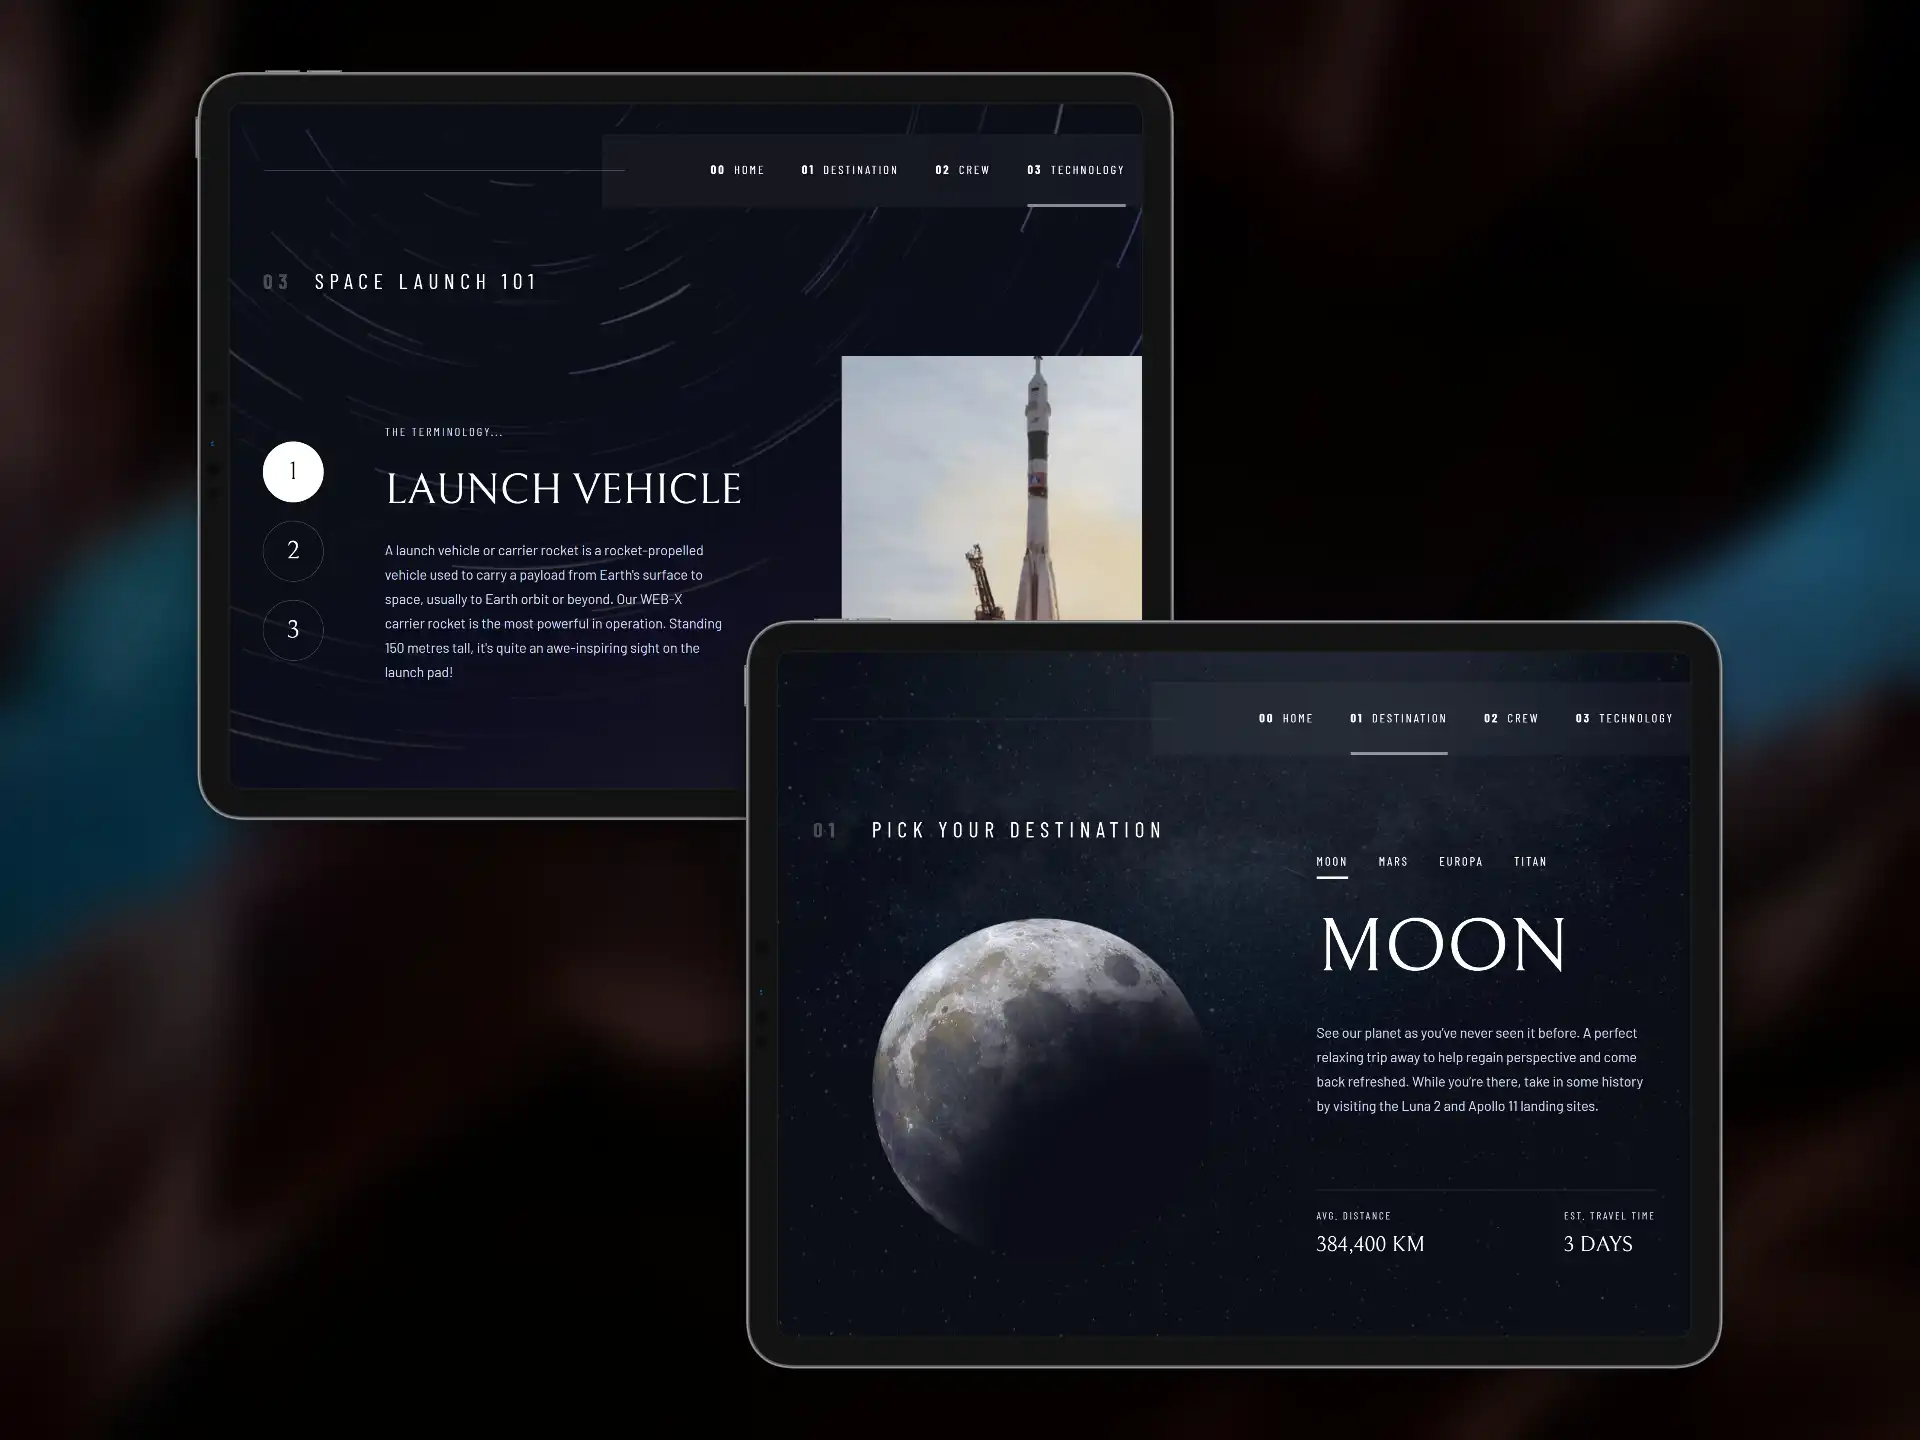 00 HOME 01 DESTINATION 02 CREW 03 TECHNOLOGY
03 SPACE LAUNCH 101
1
2
3
THE TERMINOLOGY...
LAUNCH VEHICLE
A launch vehicle or carrier rocket is a rocket-propelled
vehicle used to carry a payload from Earth's surface to
space, usually to Earth orbit or beyond. Our WEB-X
carrier rocket is the most powerful in operation. Standing
150 metres tall, it's quite an awe-inspiring sight on the
launch pad!
00 HOME 01 DESTINATION 02 CREW 03 TECHNOLOGY
01 PICK YOUR DESTINATION
MOON MARS EUROPA TITAN
MOON
See our planet as you’ve never seen it before. A perfect
relaxing trip away to help regain perspective and come
back refreshed. While you’re there, take in some history
by visiting the Luna 2 and Apollo 11 landing sites.
AVG. DISTANCE EST. TRAVEL TIME
384,400 KM 3 DAYS